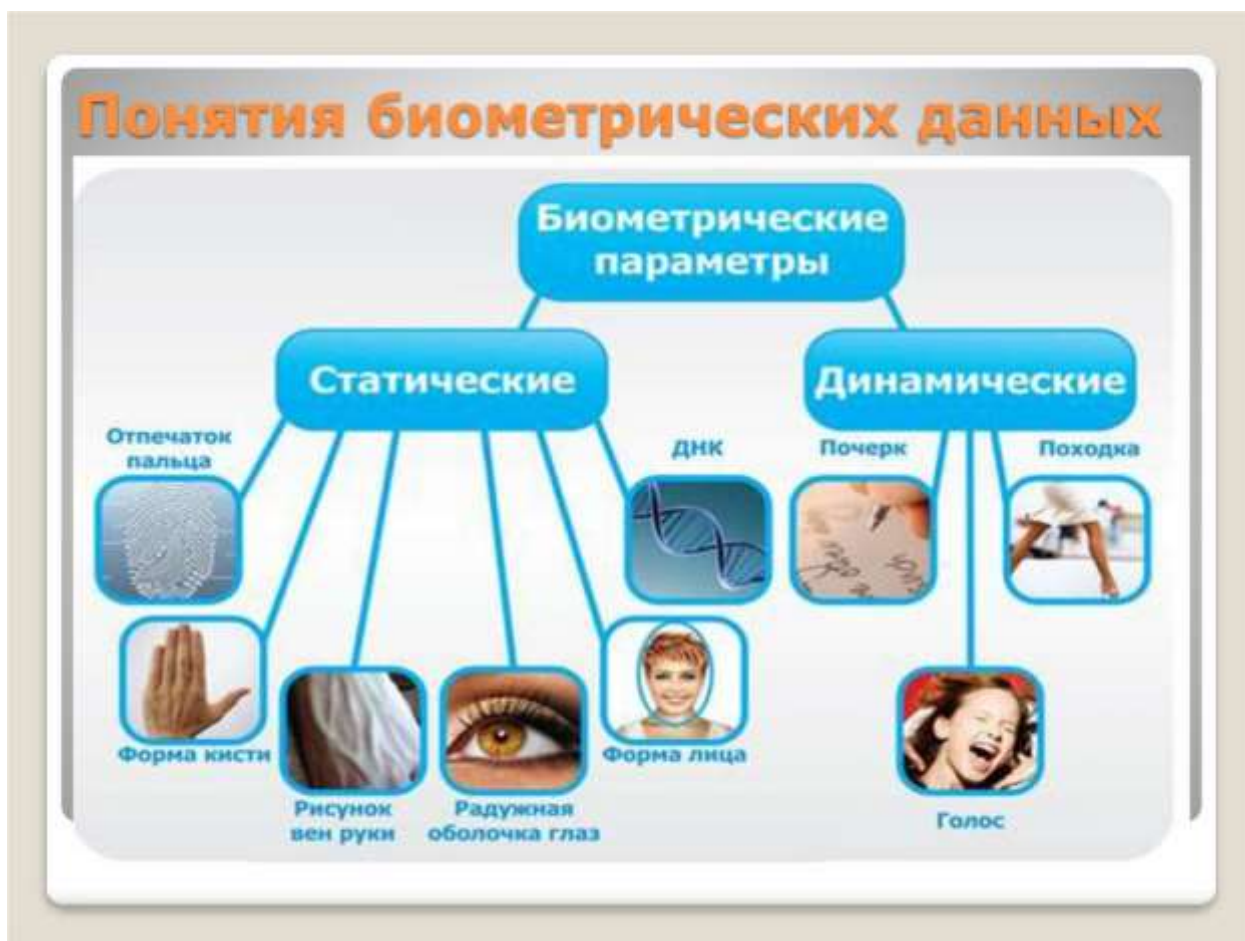 Понятия биометрических данных
Биометрические
параметры
Статические
Динамические
Отпечаток
пальца
ДНК
Почерк
Походка
Форма кисти
Рисунок
вен руки
Радужная
оболочка глаз
Форма лица
Голос